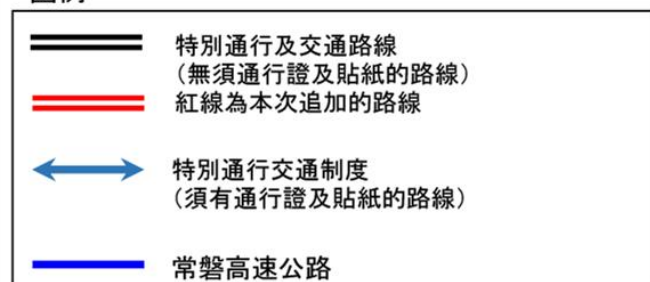 特別通行及交通路線
(無須通行證及貼紙的路線)
紅線為本次追加的路線
特別通行交通制度
(須有通行證及貼紙的路線)
常磐高速公路